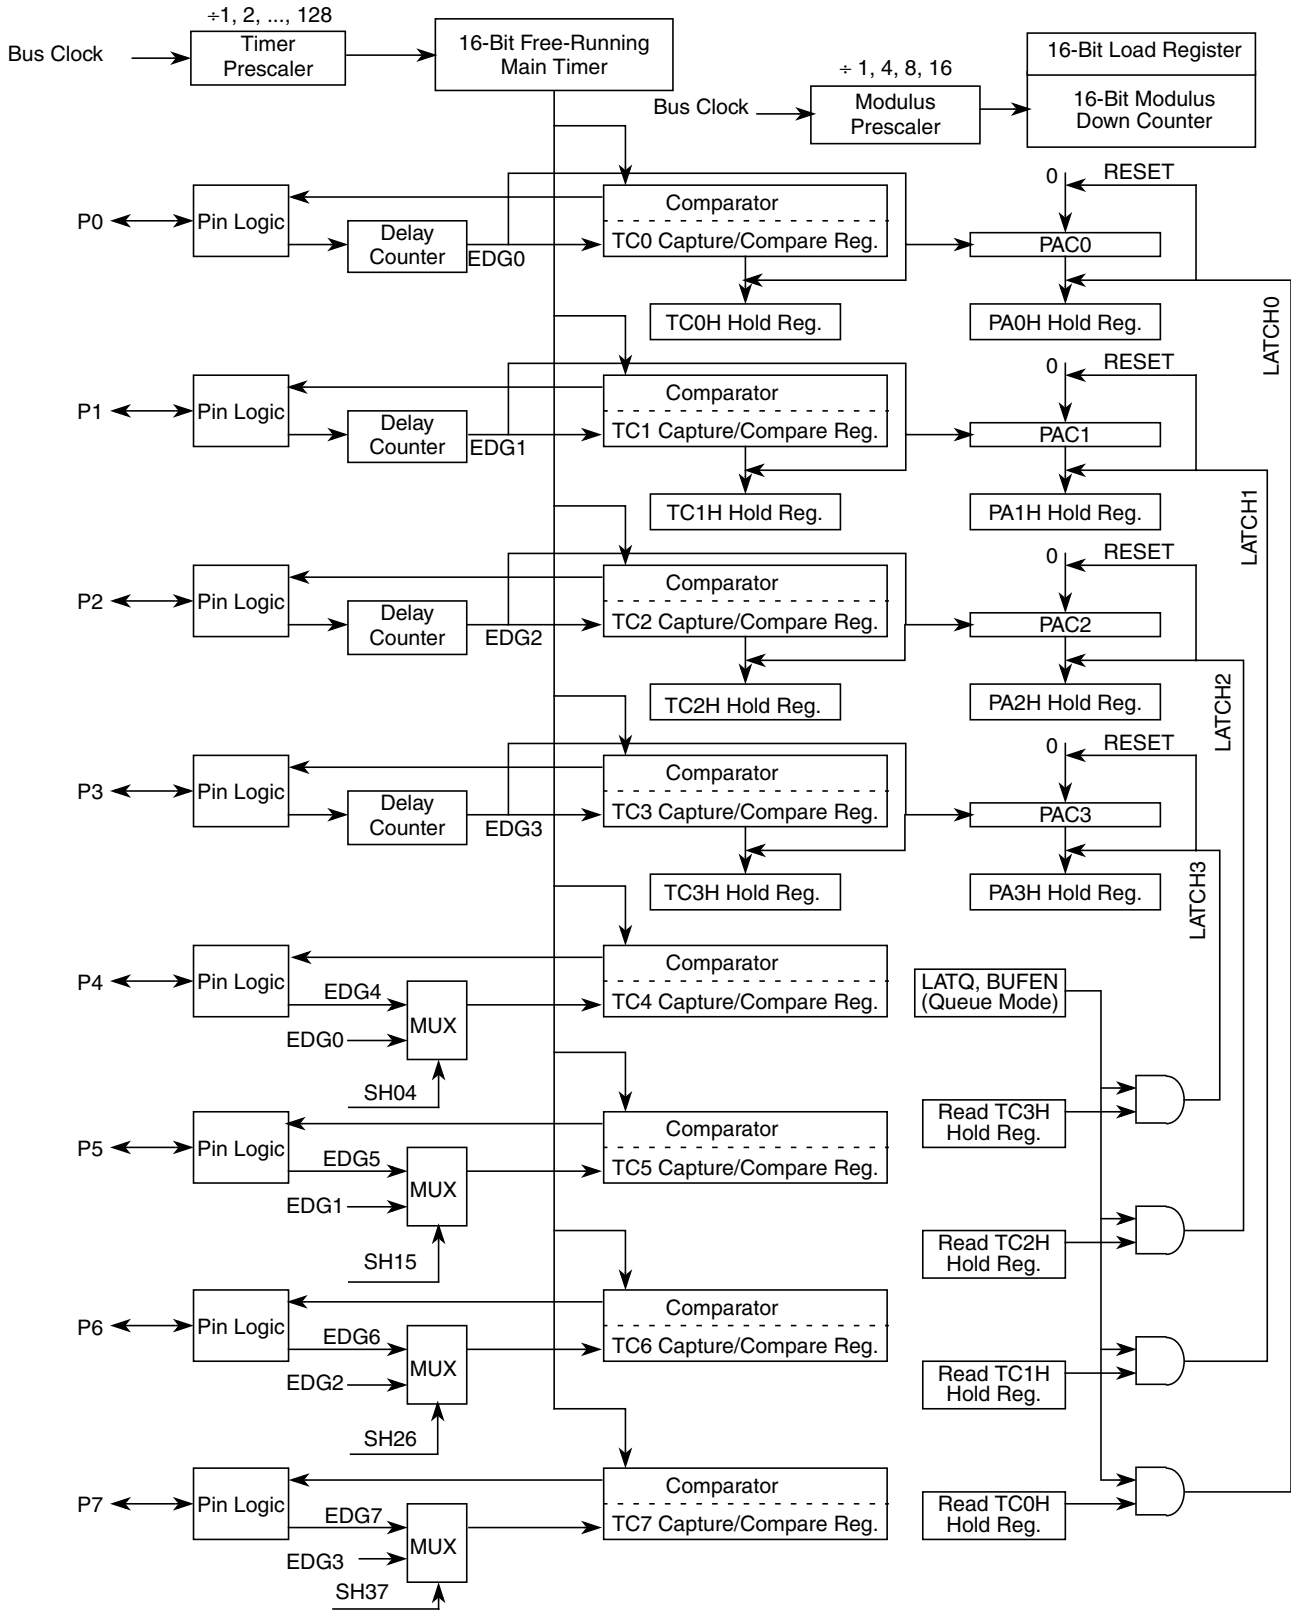 ÷1, 2, ..., 128
Bus Clock
Timer
Prescaler
16-Bit Free-Running
Main Timer
÷ 1, 4, 8, 16
Bus Clock
Modulus
Prescaler
16-Bit Load Register
16-Bit Modulus
Down Counter
P0
Pin Logic
Delay
Counter
EDG0
Comparator
TC0 Capture/Compare Reg.
TC0H Hold Reg.
0
RESET
PAC0
PA0H Hold Reg.
LATCH0
P1
Pin Logic
Delay
Counter
EDG1
Comparator
TC1 Capture/Compare Reg.
TC1H Hold Reg.
0
RESET
PAC1
PA1H Hold Reg.
LATCH1
P2
Pin Logic
Delay
Counter
EDG2
Comparator
TC2 Capture/Compare Reg.
TC2H Hold Reg.
0
RESET
PAC2
PA2H Hold Reg.
LATCH2
P3
Pin Logic
Delay
Counter
EDG3
Comparator
TC3 Capture/Compare Reg.
TC3H Hold Reg.
0
RESET
PAC3
PA3H Hold Reg.
LATCH3
P4
Pin Logic
EDG4
EDG0
MUX
SH04
Comparator
TC4 Capture/Compare Reg.
LATQ, BUFEN
(Queue Mode)
P5
Pin Logic
EDG5
EDG1
MUX
SH15
Comparator
TC5 Capture/Compare Reg.
Read TC3H
Hold Reg.
P6
Pin Logic
EDG6
EDG2
MUX
SH26
Comparator
TC6 Capture/Compare Reg.
Read TC2H
Hold Reg.
Read TC1H
Hold Reg.
P7
Pin Logic
EDG7
EDG3
MUX
SH37
Comparator
TC7 Capture/Compare Reg.
Read TC0H
Hold Reg.